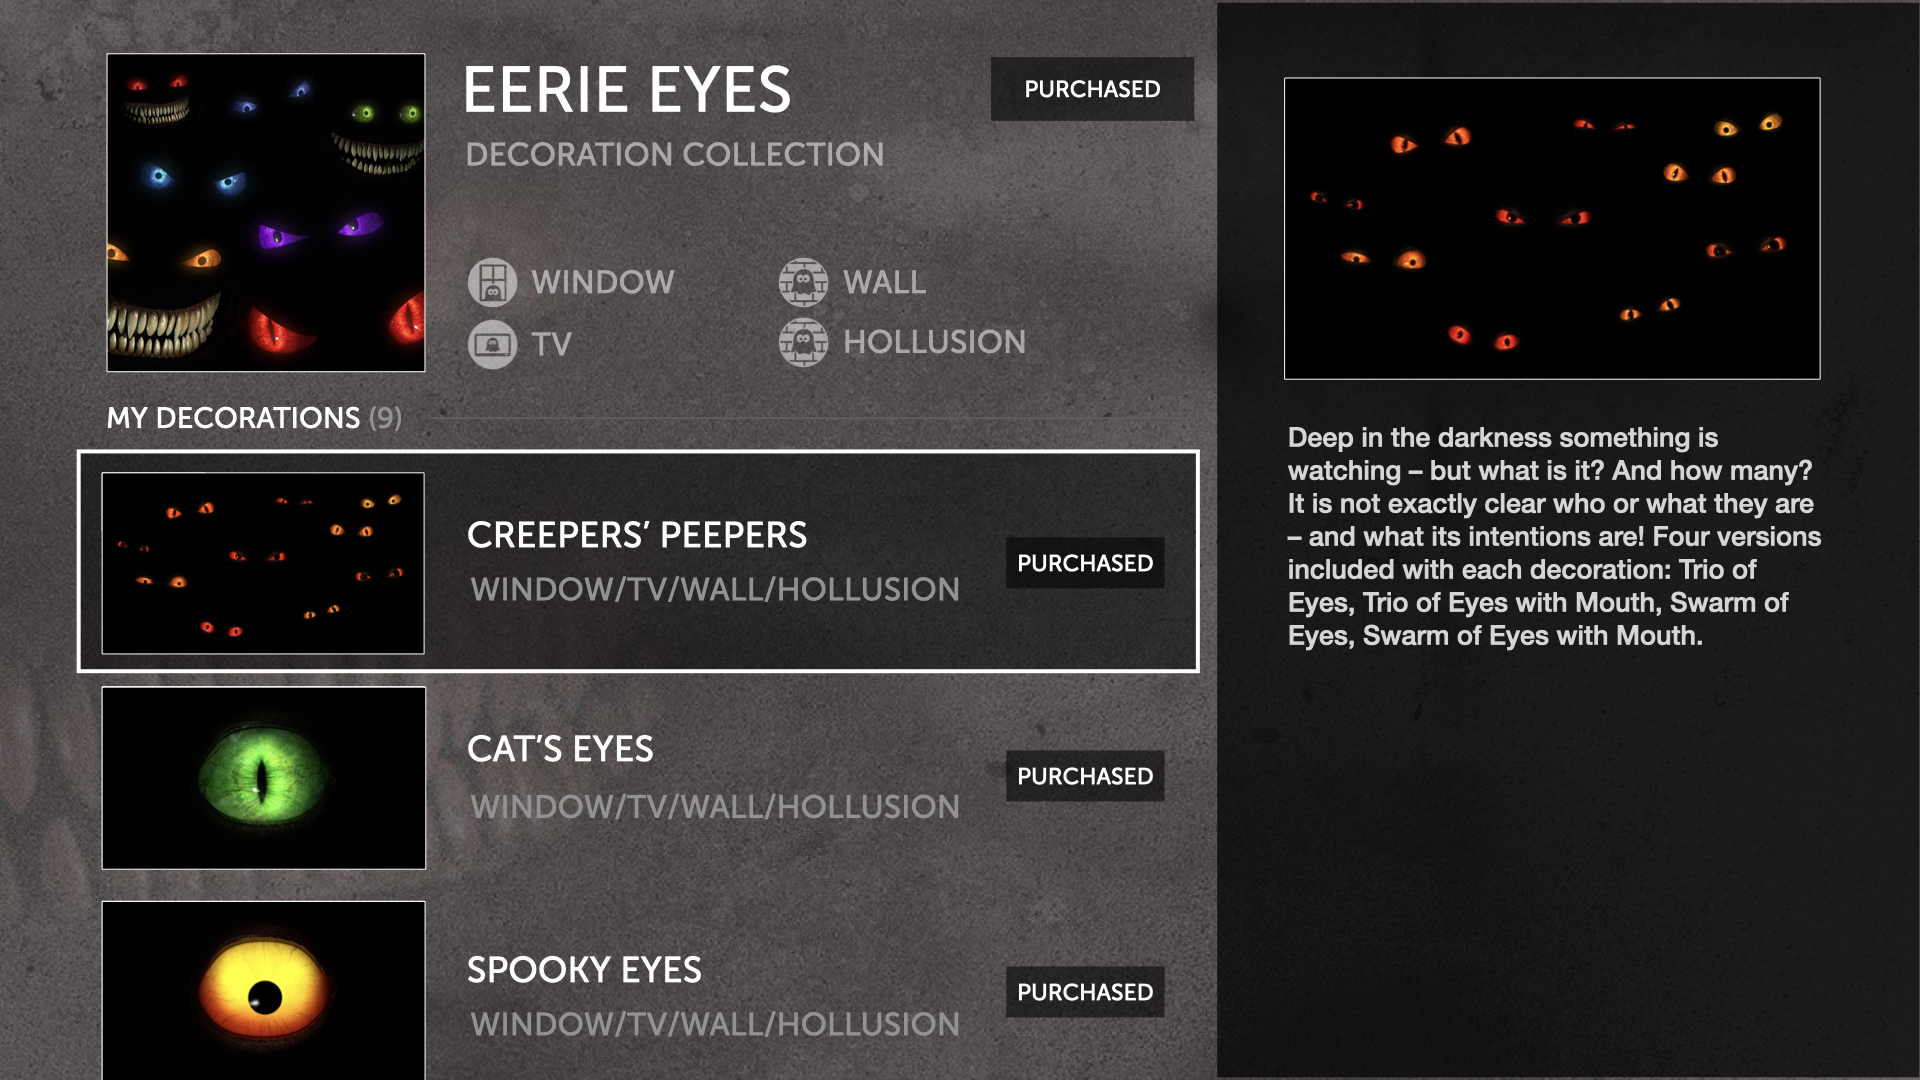 EERIE EYES
PURCHASED
DECORATION COLLECTION
WINDOW
WALL
TV
HOLLUSION
MY DECORATIONS (9)
CREEPERS’ PEEPERS
WINDOW/TV/WALL/HOLLUSION
PURCHASED
CAT’S EYES
WINDOW/TV/WALL/HOLLUSION
PURCHASED
SPOOKY EYES
WINDOW/TV/WALL/HOLLUSION
PURCHASED
Deep in the darkness something is
watching – but what is it? And how many?
It is not exactly clear who or what they are
– and what its intentions are! Four versions
included with each decoration: Trio of
Eyes, Trio of Eyes with Mouth, Swarm of
Eyes, Swarm of Eyes with Mouth.